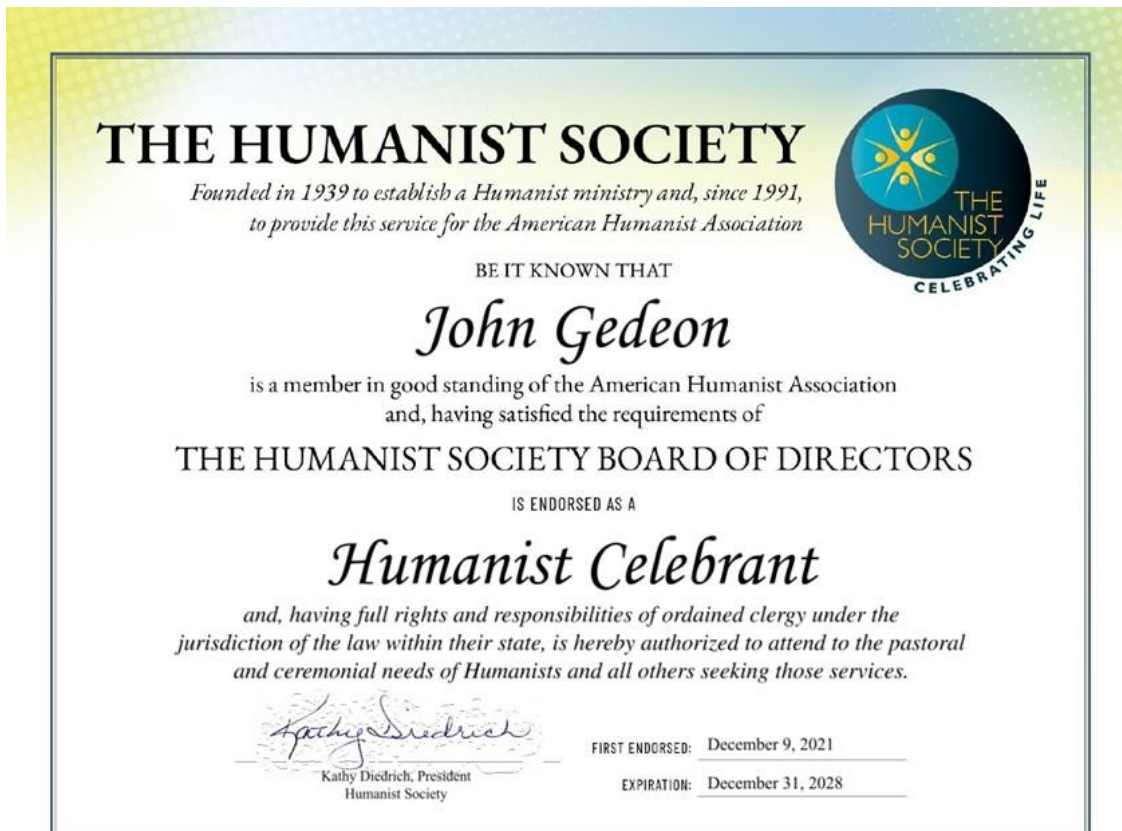 THE HUMANIST SOCIETY
Founded in 1939 to establish a Humanist ministry and, since 1991,
to provide this service for the American Humanist Association
THE
HUMANIST
SOCIETY
CELEBRATING LIFE
BE IT KNOWN THAT
John Gedeon
is a member in good standing of the American Humanist Association
and, having satisfied the requirements of
THE HUMANIST SOCIETY BOARD OF DIRECTORS
IS ENDORSED AS A
Humanist Celebrant
and, having full rights and responsibilities of ordained clergy under the
jurisdiction of the law within their state, is hereby authorized to attend to the pastoral
and ceremonial needs of Humanists and all others seeking those services.
Kathy Diedrich
Kathy Diedrich, President
Humanist Society
FIRST ENDORSED: December 9, 2021
EXPIRATION: December 31, 2028